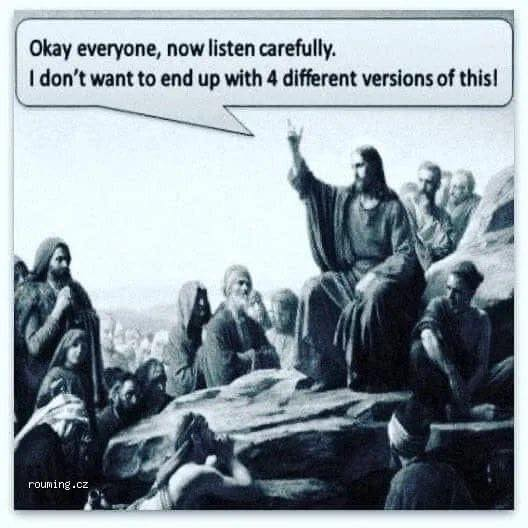 Okay everyone, now listen carefully.
I don't want to end up with 4 different versions of this!
rouming.cz